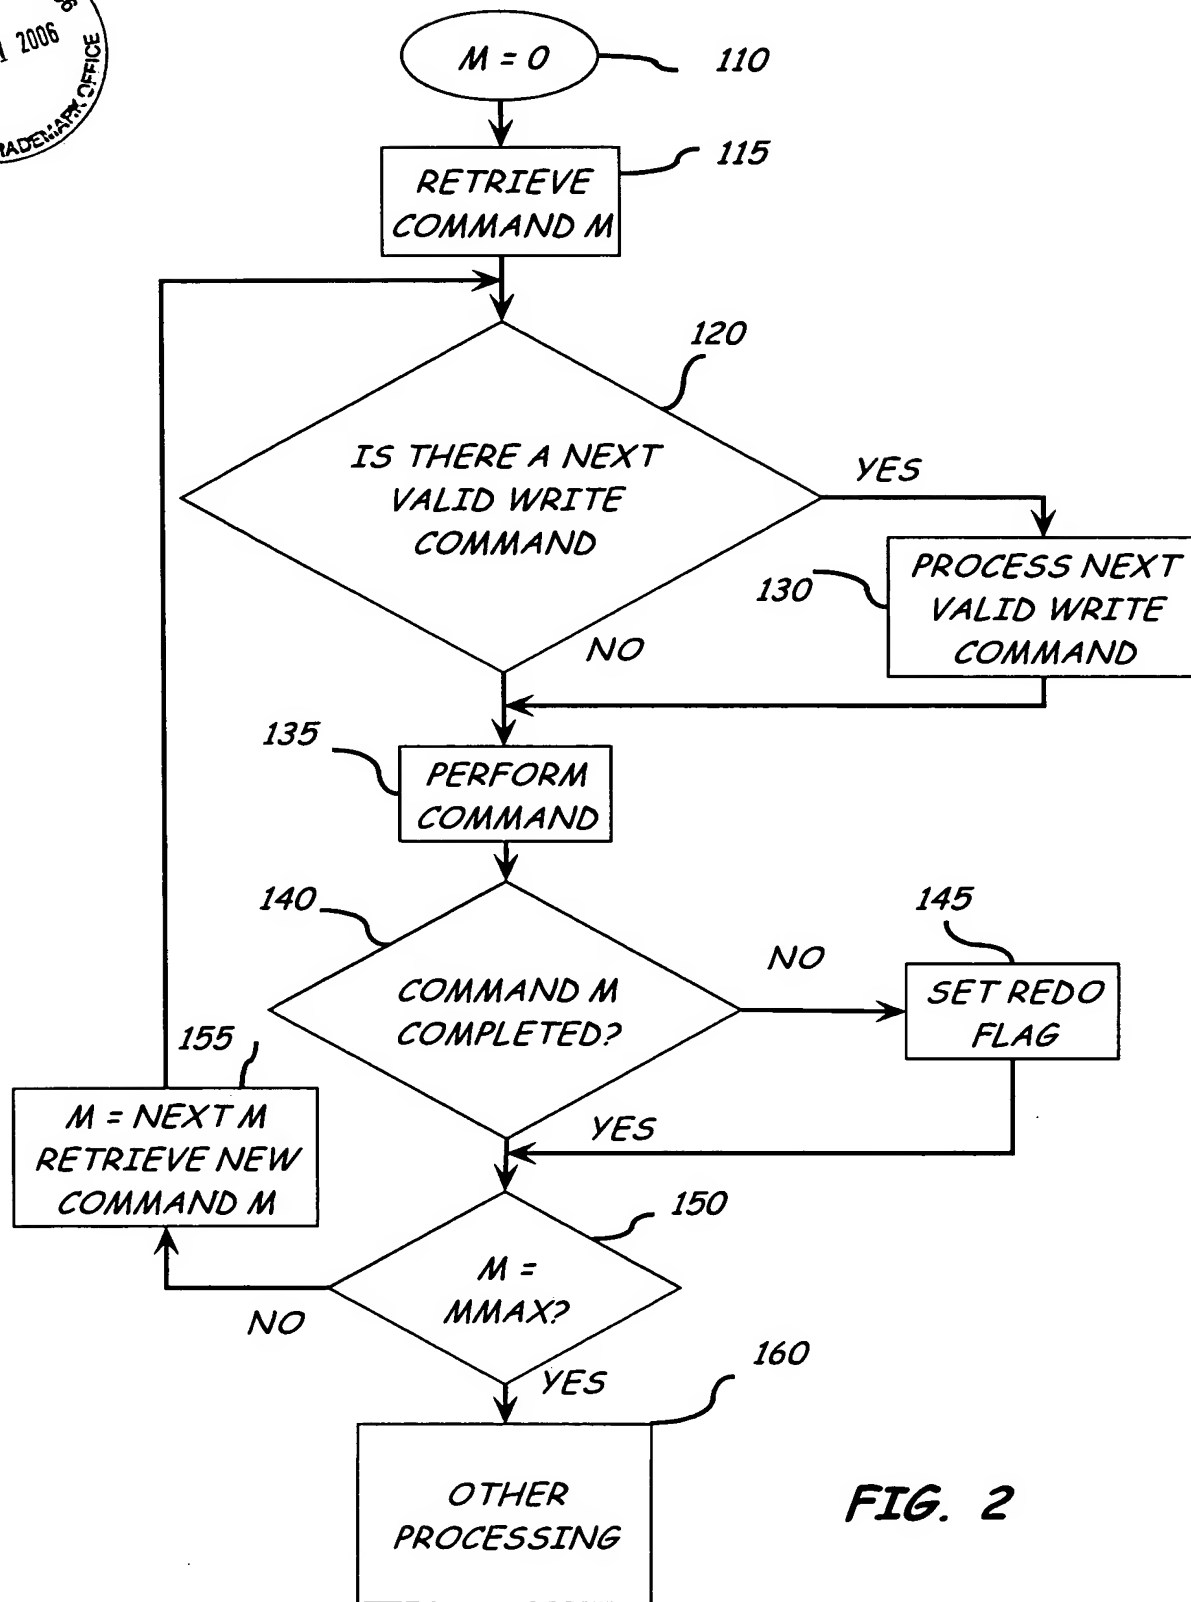 2006
TRADEMARK OFFICE
M = 0
110
RETRIEVE
COMMAND M
115
120
IS THERE A NEXT
VALID WRITE
COMMAND
YES
130
PROCESS NEXT
VALID WRITE
COMMAND
NO
135
PERFORM
COMMAND
140
COMMAND M
COMPLETED?
NO
145
SET REDO
FLAG
155
M = NEXT M
RETRIEVE NEW
COMMAND M
YES
150
M =
MMAX?
NO
YES
160
OTHER
PROCESSING
FIG. 2